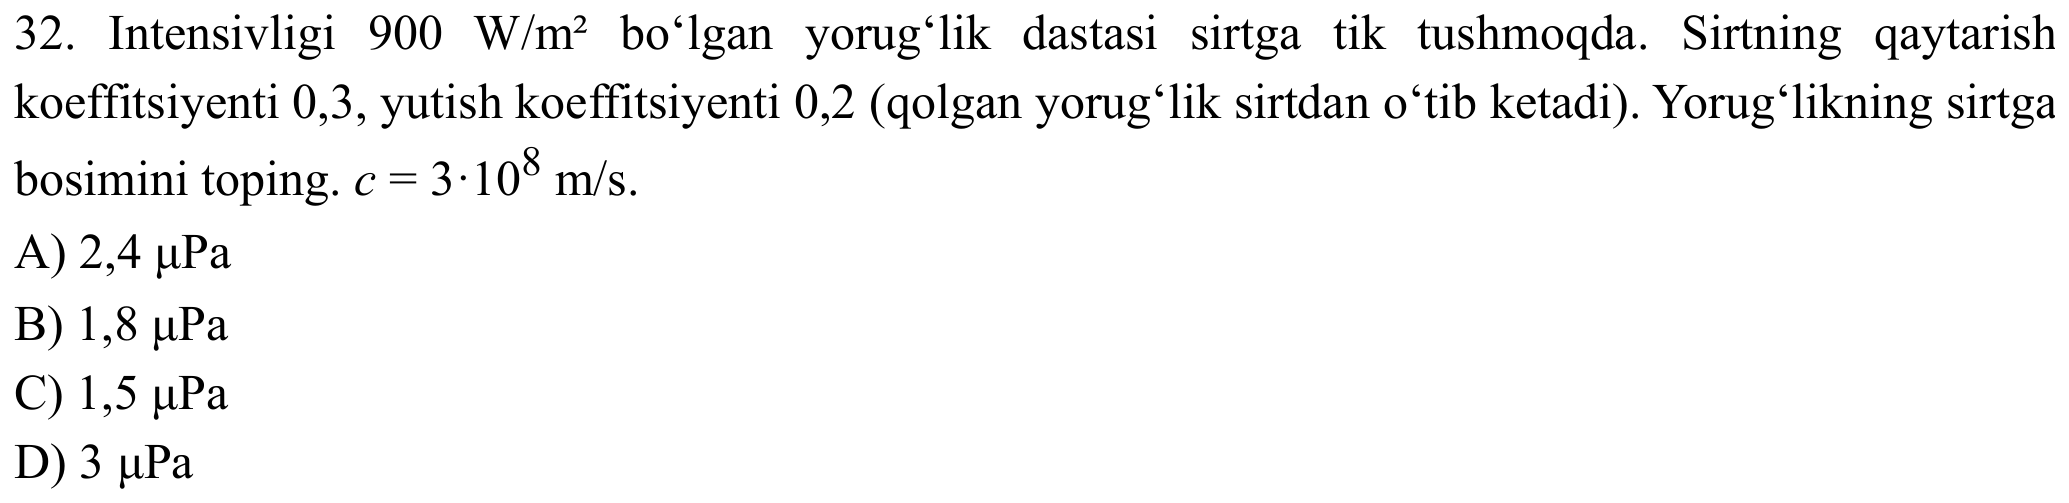 32. Intensivligi 900 W/m² bo‘lgan yorug‘lik dastasi sirtga tik tushmoqda. Sirtning qaytarish
koeffitsiyenti 0,3, yutish koeffitsiyenti 0,2 (qolgan yorug‘lik sirtdan o‘tib ketadi). Yorug‘likning sirtga
bosimini toping. c = 3·10⁸ m/s.
A) 2,4 μPa
B) 1,8 μPa
C) 1,5 μPa
D) 3 μPa